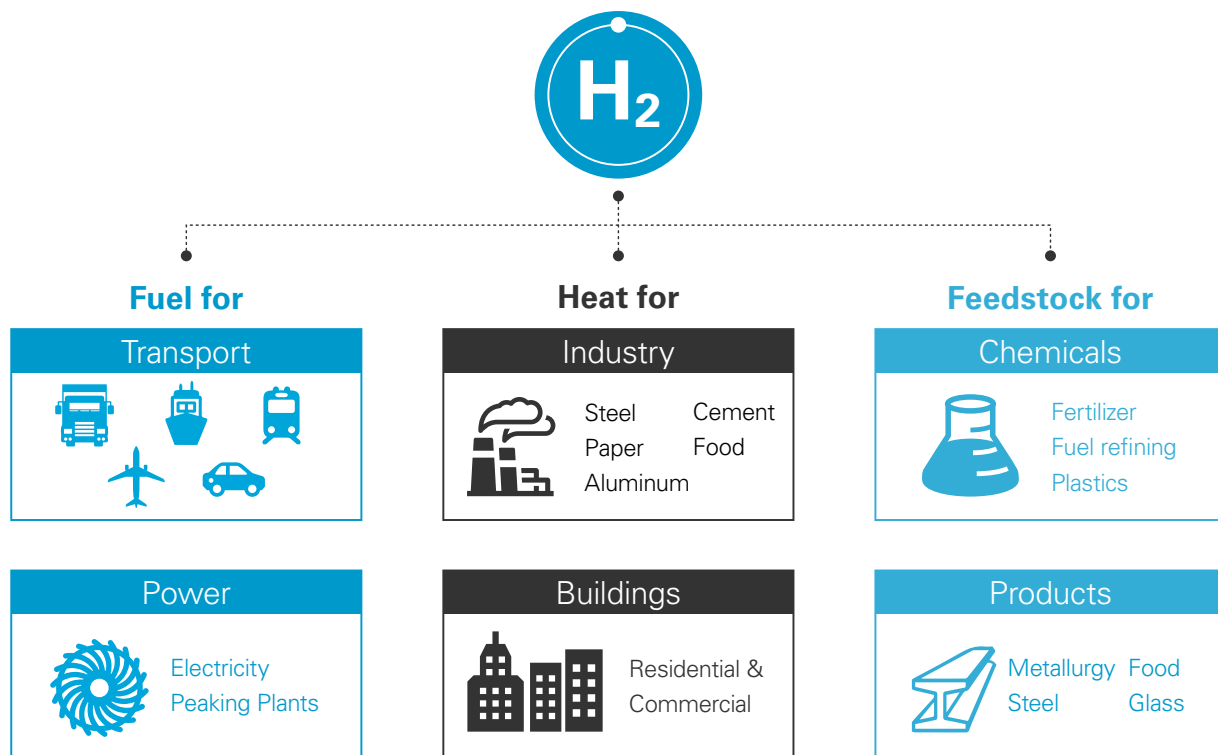 H₂
Fuel for
Transport
Power
Electricity
Peaking Plants
Heat for
Industry
Steel
Paper
Aluminum
Cement
Food
Buildings
Residential &
Commercial
Feedstock for
Chemicals
Fertilizer
Fuel refining
Plastics
Products
Metallurgy
Steel
Food
Glass